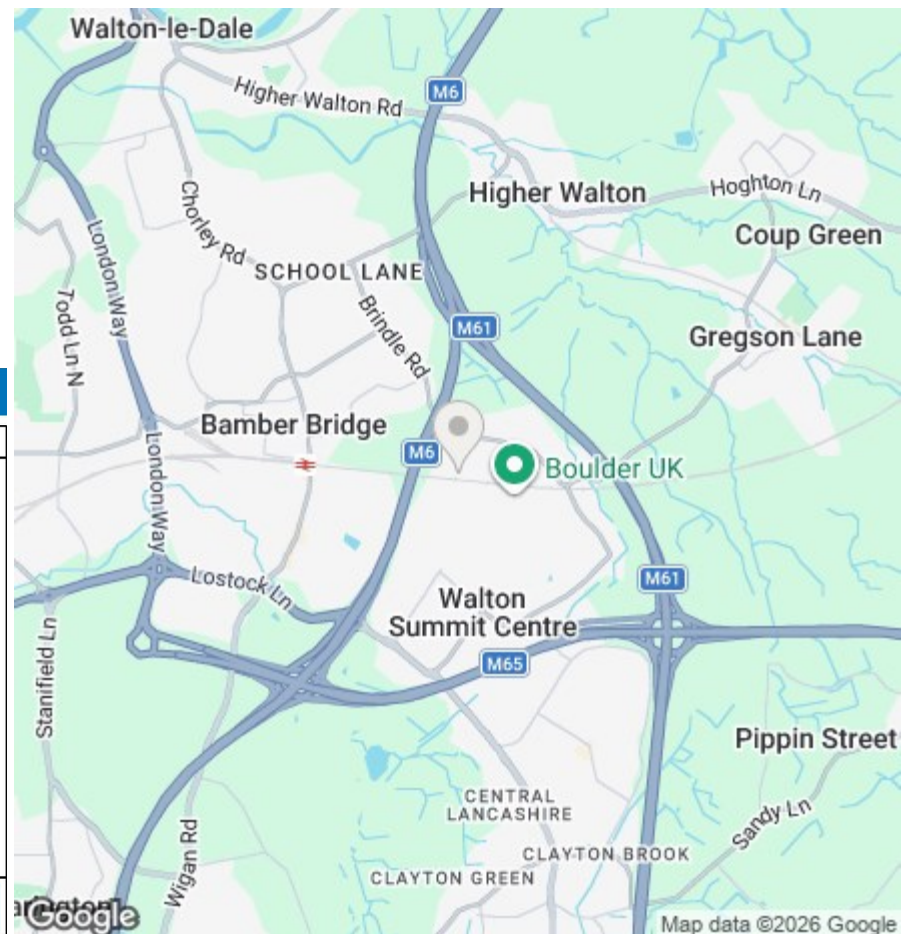 Walton-le-Dale
M6
Higher Walton Rd
Higher Walton
Hoghton Ln
Coup Green
Chorley Rd
London Way
SCHOOL LANE
Todd Ln N
Brindle Rd
M61
Gregson Lane
Bamber Bridge
M6
Boulder UK
London Way
Lostock Ln
M61
Walton
Summit Centre
M65
Stanifield Ln
Pippin Street
CENTRAL
LANCASHIRE
Sandy Ln
Wigan Rd
CLAYTON BROOK
CLAYTON GREEN
Google
Map data ©2026 Google